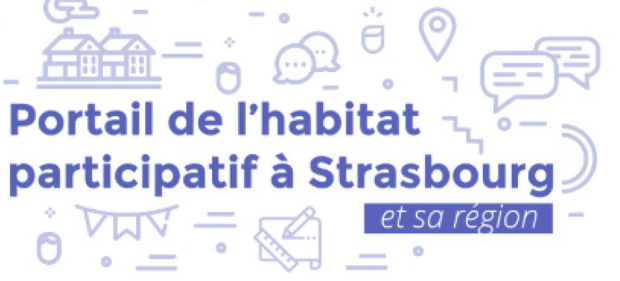 Portail de l'habitat
participatif à Strasbourg
et sa région